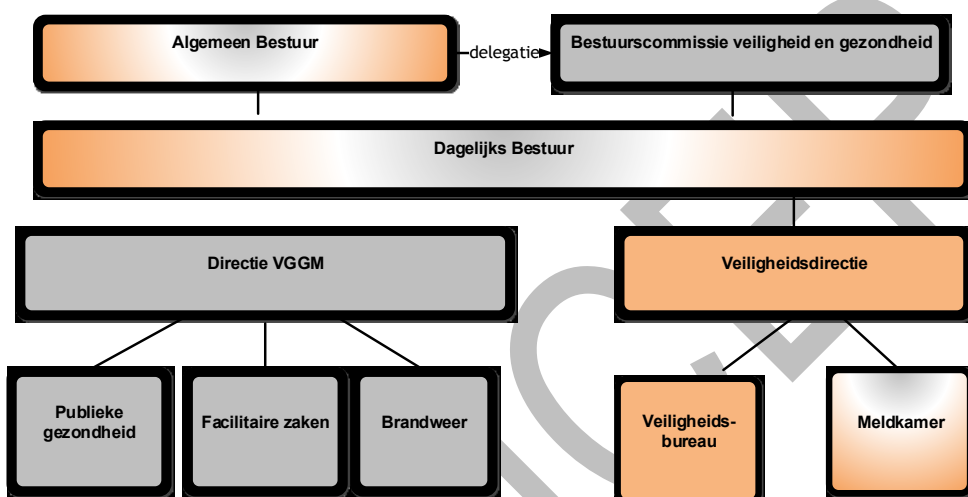 Algemeen Bestuur
delegatie
Bestuurscommissie veiligheid en gezondheid
Dagelijks Bestuur
Directie VGGM
Veiligheidsdirectie
Publieke
gezondheid
Facilitaire zaken
Brandweer
Veiligheids-
bureau
Meldkamer